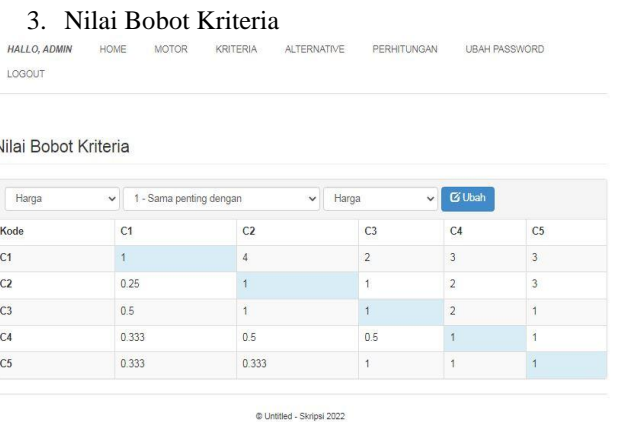 3. Nilai Bobot Kriteria
HALLO, ADMIN HOME MOTOR KRITERIA ALTERNATIVE PERHITUNGAN UBAH PASSWORD
LOGOUT
Nilai Bobot Kriteria
Harga 1 - Sama penting dengan Harga Ubah
Kode C1 C2 C3 C4 C5
C1 1 4 2 3 3
C2 0.25 1 1 2 3
C3 0.5 1 1 2 1
C4 0.333 0.5 0.5 1 1
C5 0.333 0.333 1 1 1
© Untitled - Skripsi 2022